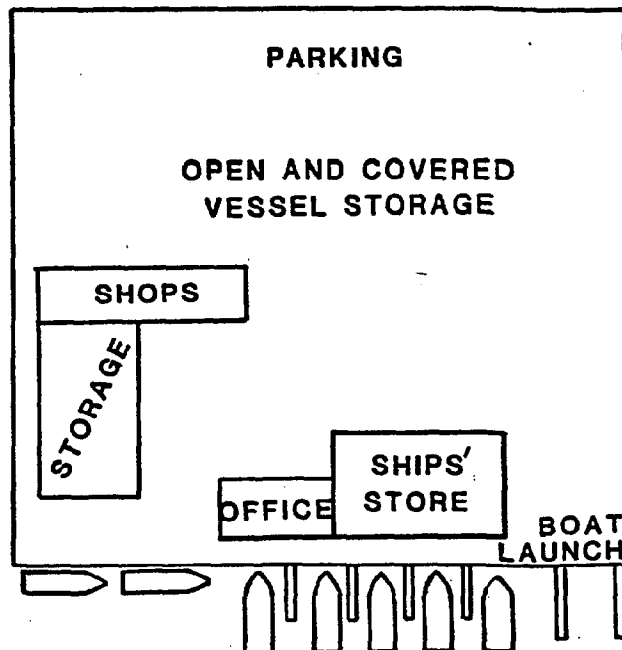 PARKING
OPEN AND COVERED
VESSEL STORAGE
SHOPS
STORAGE
OFFICE
SHIPS'
STORE
BOAT
LAUNCH